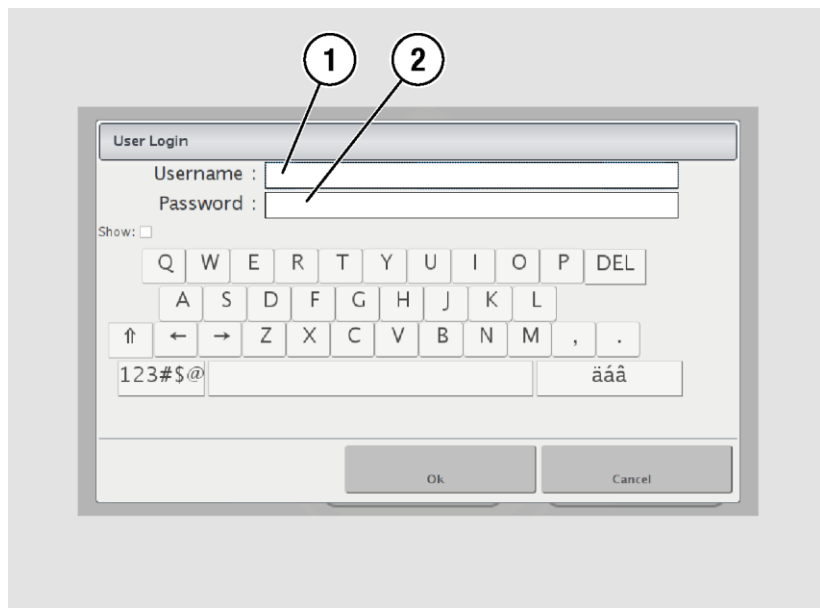 1 2
User Login
Username :
Password :
Show:
Q W E R T Y U I O P DEL
A S D F G H J K L
⇑ ← → Z X C V B N M , .
123#$@ äáâ
Ok Cancel